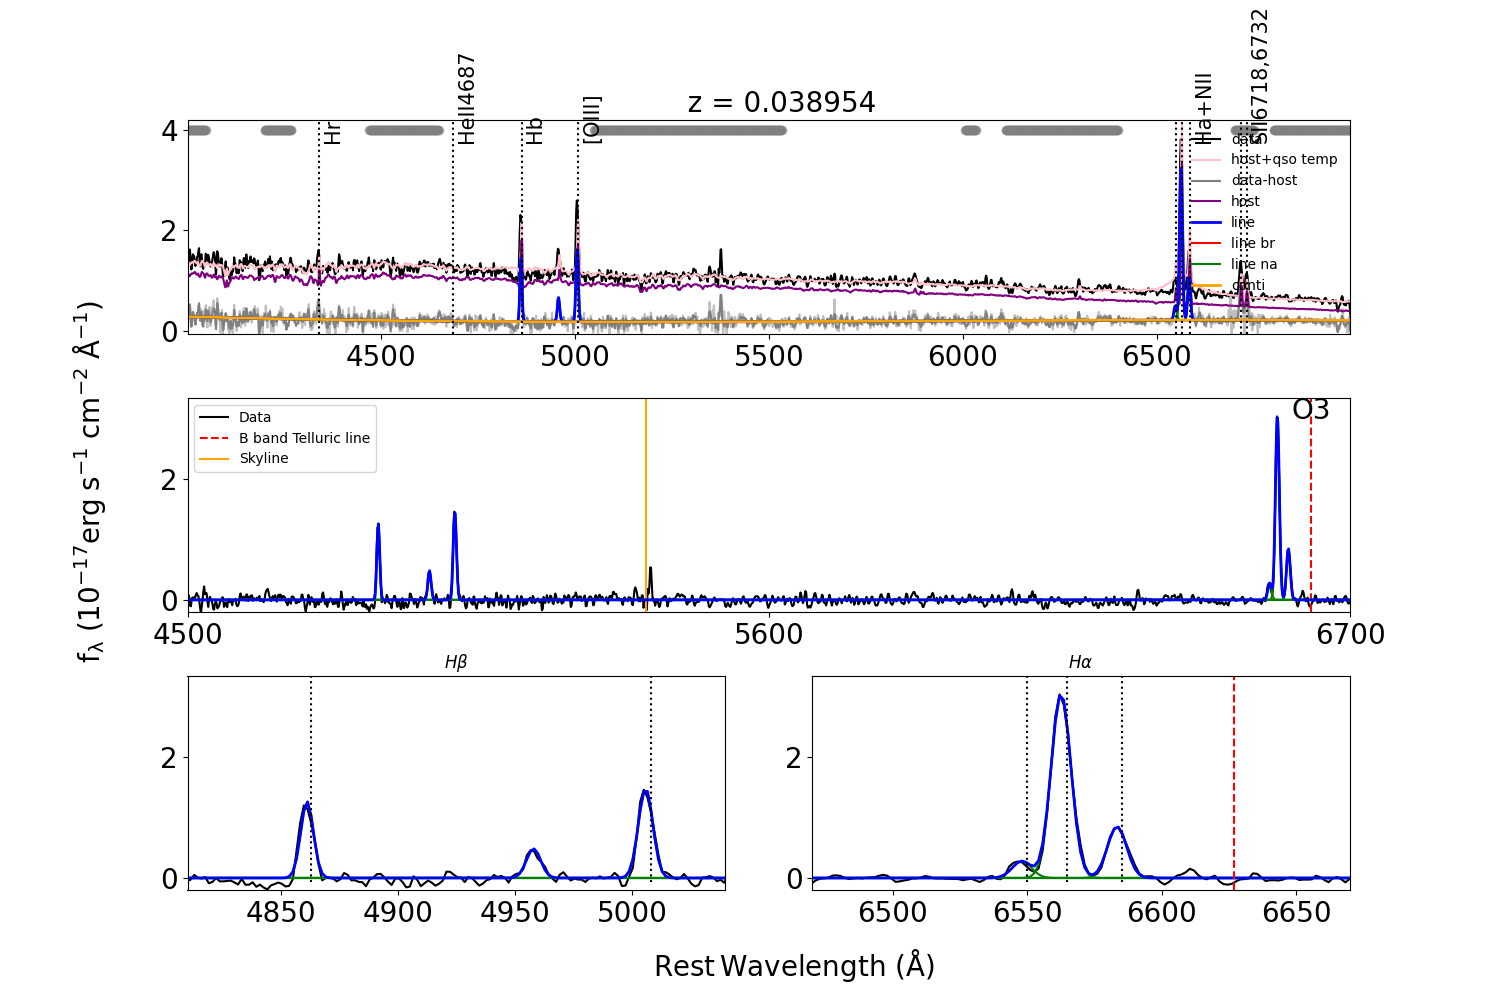 z = 0.038954
Hr
HeII4687
Hb
[OIII]
Ha+NII
SII6718,6732
4
2
0
data
host+qso temp
data-host
host
line
line br
line na
conti
4500 5000 5500 6000 6500
Data
B band Telluric line
Skyline
O3
2
0
4500 5600 6700
Hβ
Hα
2
0
4850 4900 4950 5000
2
0
6500 6550 6600 6650
fλ (10⁻¹⁷erg s⁻¹ cm⁻² Å⁻¹)
Rest Wavelength (Å)